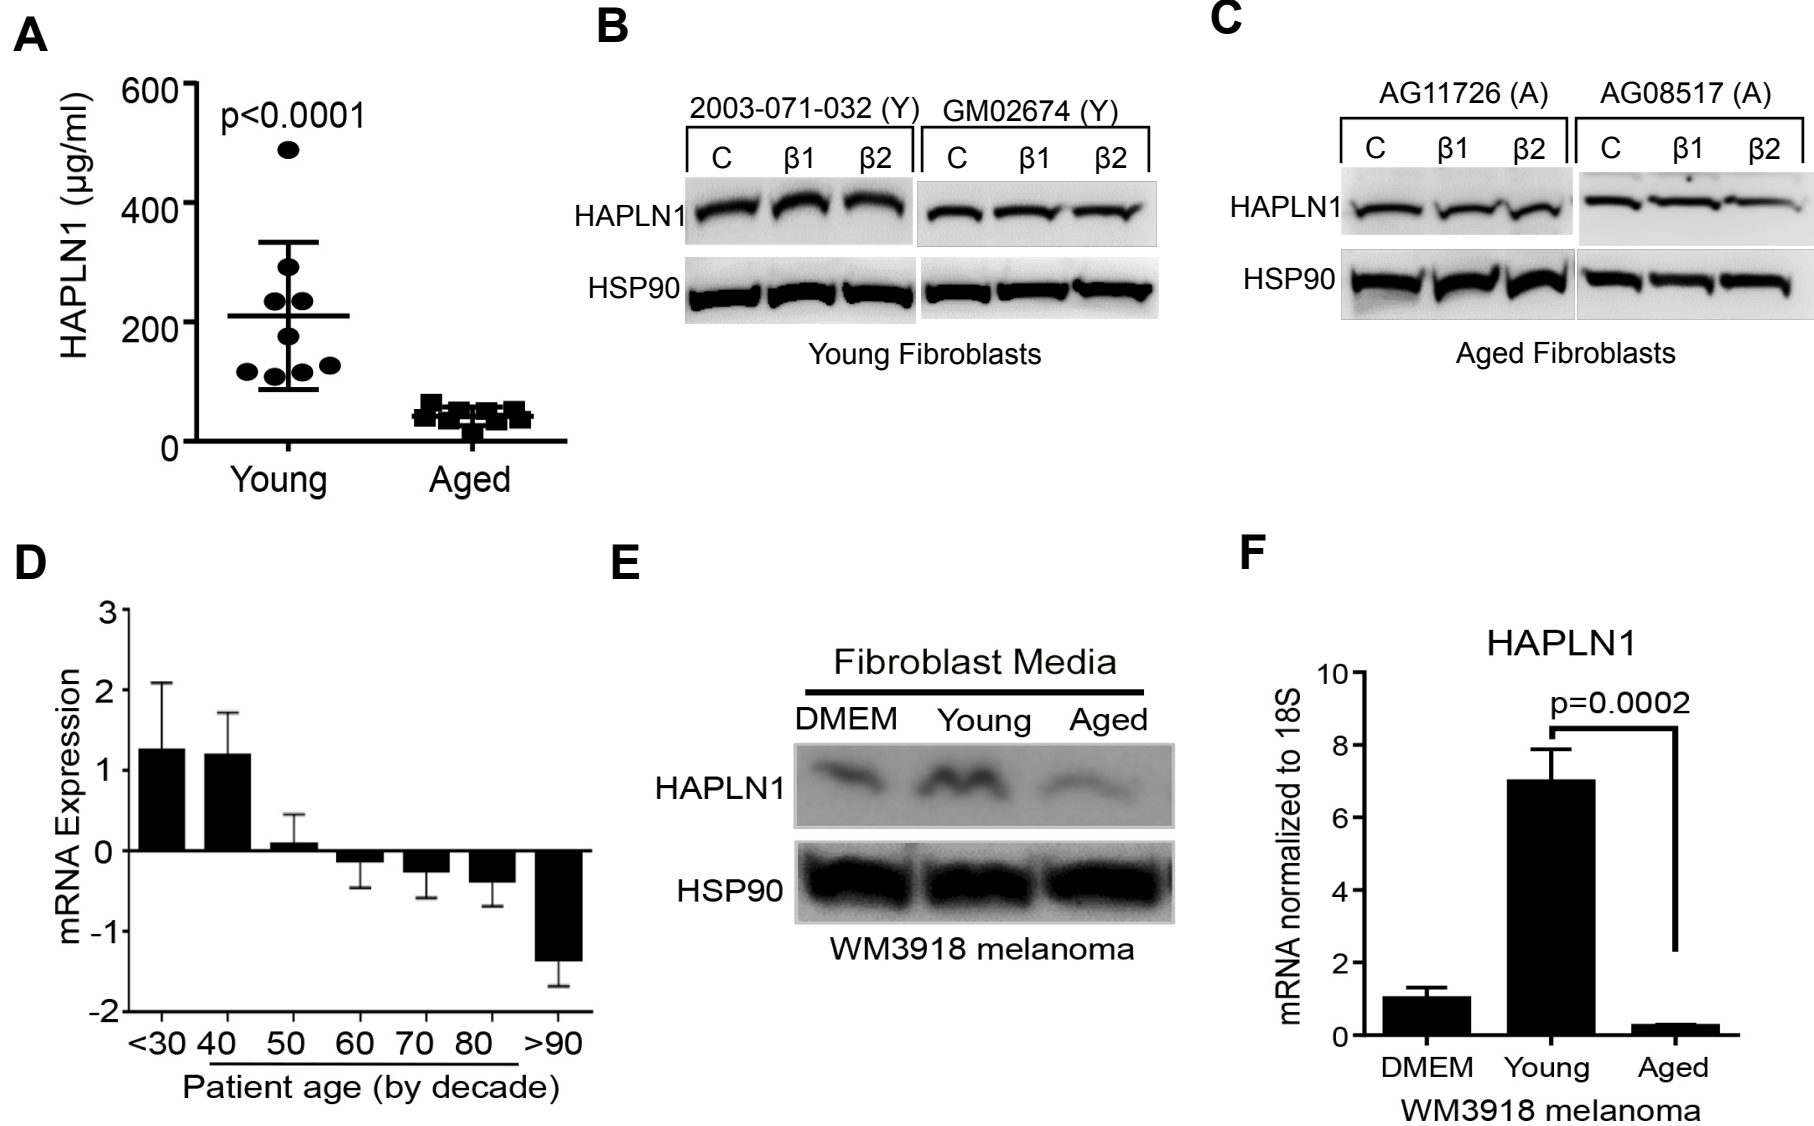 A
600
400
200
0
HAPLN1 (µg/ml)
p<0.0001
Young
Aged
B
2003-071-032 (Y)
GM02674 (Y)
C β1 β2
C β1 β2
HAPLN1
HSP90
Young Fibroblasts
C
AG11726 (A)
AG08517 (A)
C β1 β2
C β1 β2
HAPLN1
HSP90
Aged Fibroblasts
D
3
2
1
0
-1
-2
mRNA Expression
<30 40 50 60 70 80 >90
Patient age (by decade)
E
Fibroblast Media
DMEM Young Aged
HAPLN1
HSP90
WM3918 melanoma
F
HAPLN1
10
8
6
4
2
0
mRNA normalized to 18S
p=0.0002
DMEM Young Aged
WM3918 melanoma